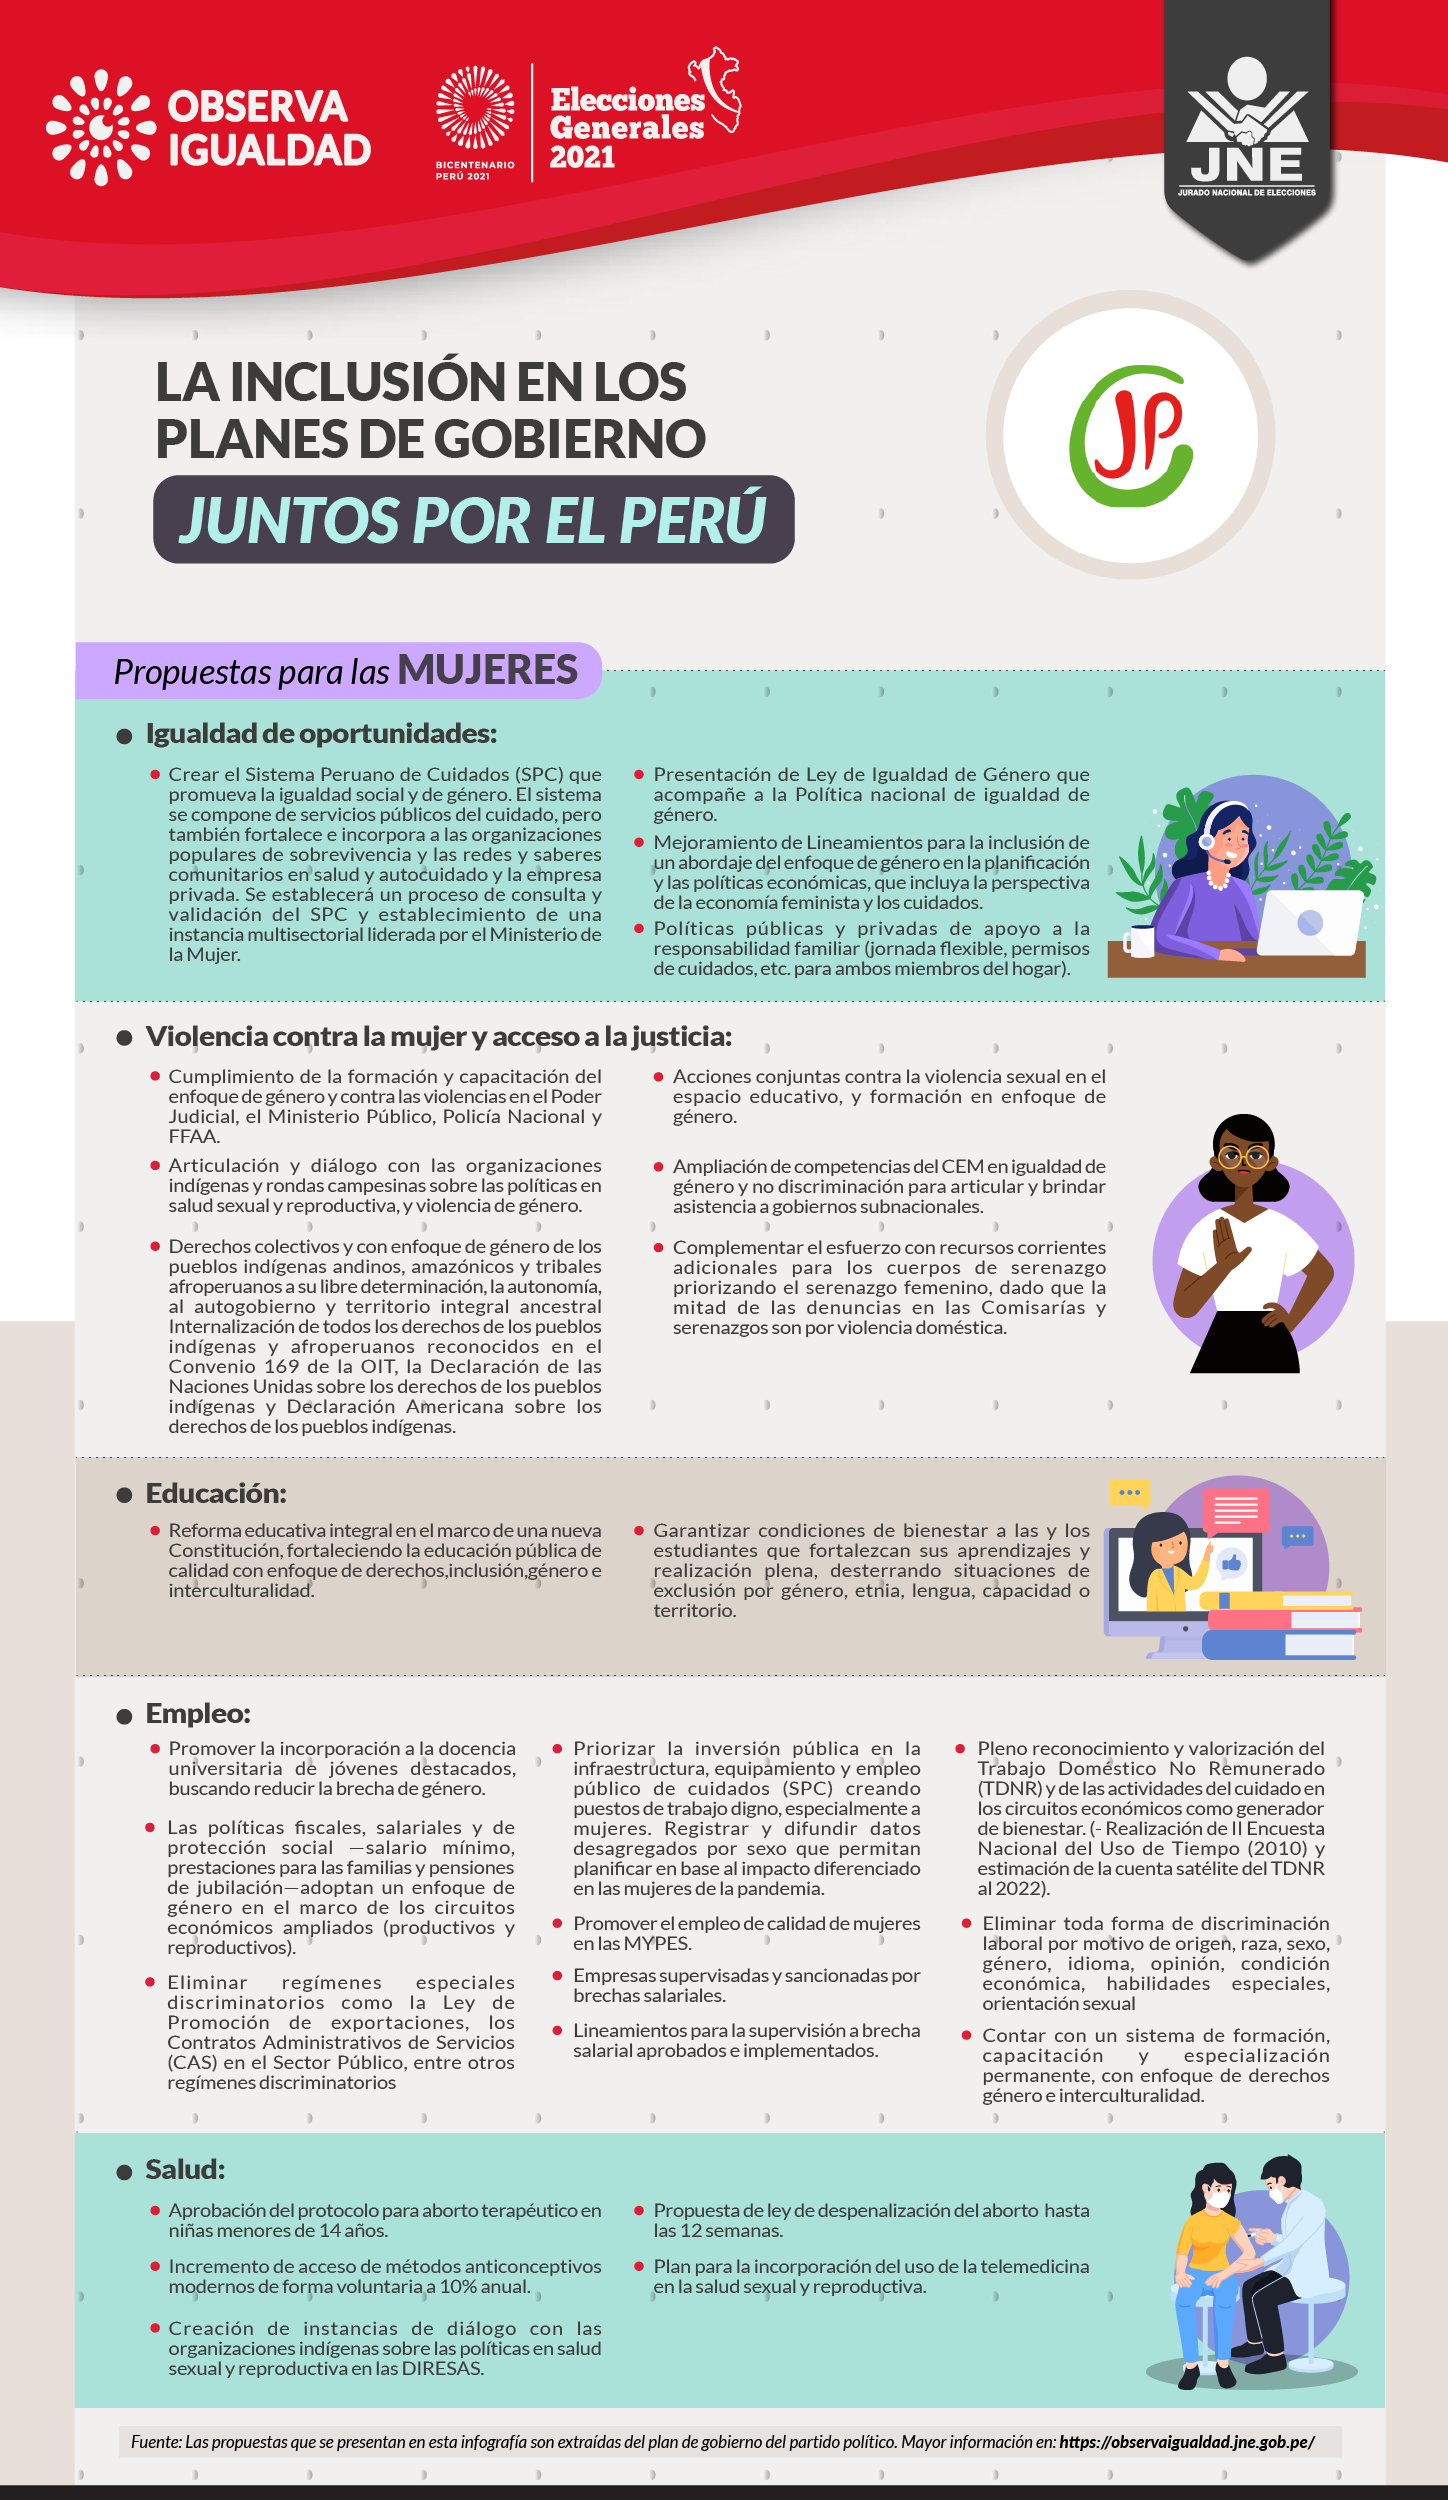 OBSERVA
IGUALDAD
BICENTENARIO
PERÚ 2021
Elecciones
Generales
2021
JNE
JURADO NACIONAL DE ELECCIONES
LA INCLUSIÓN EN LOS
PLANES DE GOBIERNO
JUNTOS POR EL PERÚ
JP
Propuestas para las MUJERES
Igualdad de oportunidades:
Crear el Sistema Peruano de Cuidados (SPC) que
promueva la igualdad social y de género. El sistema
se compone de servicios públicos del cuidado, pero
también fortalece e incorpora a las organizaciones
populares de sobrevivencia y las redes y saberes
comunitarios en salud y autocuidado y la empresa
privada. Se establecerá un proceso de consulta y
validación del SPC y establecimiento de una
instancia multisectorial liderada por el Ministerio de
la Mujer.
Presentación de Ley de Igualdad de Género que
acompañe a la Política nacional de igualdad de
género.
Mejoramiento de Lineamientos para la inclusión de
un abordaje del enfoque de género en la planificación
y las políticas económicas, que incluya la perspectiva
de la economía feminista y los cuidados.
Políticas públicas y privadas de apoyo a la
responsabilidad familiar (jornada flexible, permisos
de cuidados, etc. para ambos miembros del hogar).
Violencia contra la mujer y acceso a la justicia:
Cumplimiento de la formación y capacitación del
enfoque de género y contra las violencias en el Poder
Judicial, el Ministerio Público, Policía Nacional y
FFAA.
Articulación y diálogo con las organizaciones
indígenas y rondas campesinas sobre las políticas en
salud sexual y reproductiva, y violencia de género.
Derechos colectivos y con enfoque de género de los
pueblos indígenas andinos, amazónicos y tribales
afroperuanos a su libre determinación, la autonomía,
al autogobierno y territorio integral ancestral
Internalización de todos los derechos de los pueblos
indígenas y afroperuanos reconocidos en el
Convenio 169 de la OIT, la Declaración de las
Naciones Unidas sobre los derechos de los pueblos
indígenas y Declaración Americana sobre los
derechos de los pueblos indígenas.
Acciones conjuntas contra la violencia sexual en el
espacio educativo, y formación en enfoque de
género.
Ampliación de competencias del CEM en igualdad de
género y no discriminación para articular y brindar
asistencia a gobiernos subnacionales.
Complementar el esfuerzo con recursos corrientes
adicionales para los cuerpos de serenazgo
priorizando el serenazgo femenino, dado que la
mitad de las denuncias en las Comisarías y
serenazgos son por violencia doméstica.
Educación:
Reforma educativa integral en el marco de una nueva
Constitución, fortaleciendo la educación pública de
calidad con enfoque de derechos,inclusión,género e
interculturalidad.
Garantizar condiciones de bienestar a las y los
estudiantes que fortalezcan sus aprendizajes y
realización plena, desterrando situaciones de
exclusión por género, etnia, lengua, capacidad o
territorio.
Empleo:
Promover la incorporación a la docencia
universitaria de jóvenes destacados,
buscando reducir la brecha de género.
Las políticas fiscales, salariales y de
protección social —salario mínimo,
prestaciones para las familias y pensiones
de jubilación—adoptan un enfoque de
género en el marco de los circuitos
económicos ampliados (productivos y
reproductivos).
Eliminar regímenes especiales
discriminatorios como la Ley de
Promoción de exportaciones, los
Contratos Administrativos de Servicios
(CAS) en el Sector Público, entre otros
regímenes discriminatorios
Priorizar la inversión pública en la
infraestructura, equipamiento y empleo
público de cuidados (SPC) creando
puestos de trabajo digno, especialmente a
mujeres. Registrar y difundir datos
desagregados por sexo que permitan
planificar en base al impacto diferenciado
en las mujeres de la pandemia.
Promover el empleo de calidad de mujeres
en las MYPES.
Empresas supervisadas y sancionadas por
brechas salariales.
Lineamientos para la supervisión a brecha
salarial aprobados e implementados.
Pleno reconocimiento y valorización del
Trabajo Doméstico No Remunerado
(TDNR) y de las actividades del cuidado en
los circuitos económicos como generador
de bienestar. (- Realización de II Encuesta
Nacional del Uso de Tiempo (2010) y
estimación de la cuenta satélite del TDNR
al 2022).
Eliminar toda forma de discriminación
laboral por motivo de origen, raza, sexo,
género, idioma, opinión, condición
económica, habilidades especiales,
orientación sexual
Contar con un sistema de formación,
capacitación y especialización
permanente, con enfoque de derechos
género e interculturalidad.
Salud:
Aprobación del protocolo para aborto terapéutico en
niñas menores de 14 años.
Incremento de acceso de métodos anticonceptivos
modernos de forma voluntaria a 10% anual.
Creación de instancias de diálogo con las
organizaciones indígenas sobre las políticas en salud
sexual y reproductiva en las DIRESAS.
Propuesta de ley de despenalización del aborto hasta
las 12 semanas.
Plan para la incorporación del uso de la telemedicina
en la salud sexual y reproductiva.
Fuente: Las propuestas que se presentan en esta infografía son extraídas del plan de gobierno del partido político. Mayor información en: https://observaigualdad.jne.gob.pe/